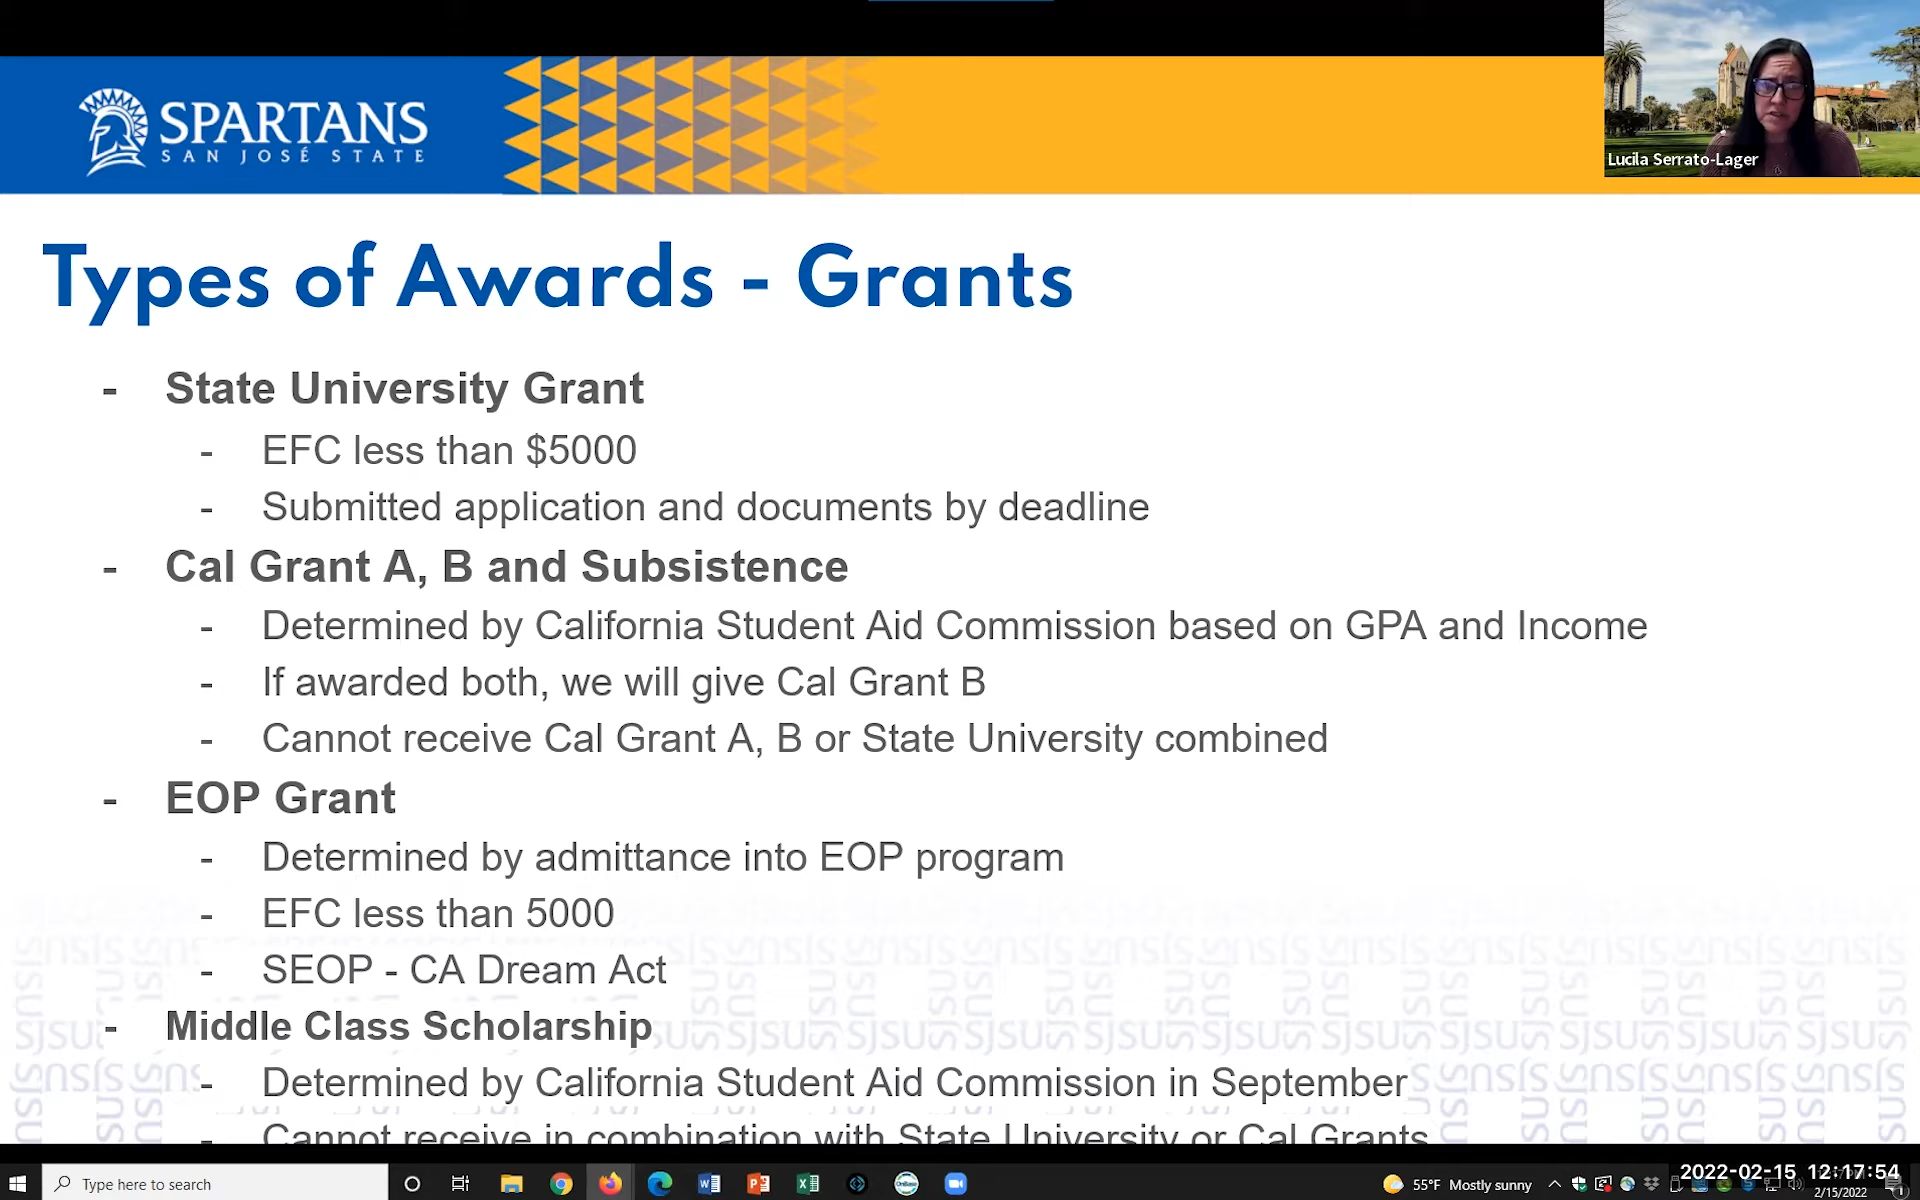 SPARTANS
SAN JOSÉ STATE
Lucila Serrato-Lager
Types of Awards - Grants
- State University Grant
- EFC less than $5000
- Submitted application and documents by deadline
- Cal Grant A, B and Subsistence
- Determined by California Student Aid Commission based on GPA and Income
- If awarded both, we will give Cal Grant B
- Cannot receive Cal Grant A, B or State University combined
- EOP Grant
- Determined by admittance into EOP program
- EFC less than 5000
- SEOP - CA Dream Act
- Middle Class Scholarship
- Determined by California Student Aid Commission in September
- Cannot receive in combination with State University or Cal Grants
Type here to search
55°F Mostly sunny
2022-02-15 12:17:54
2/15/2022